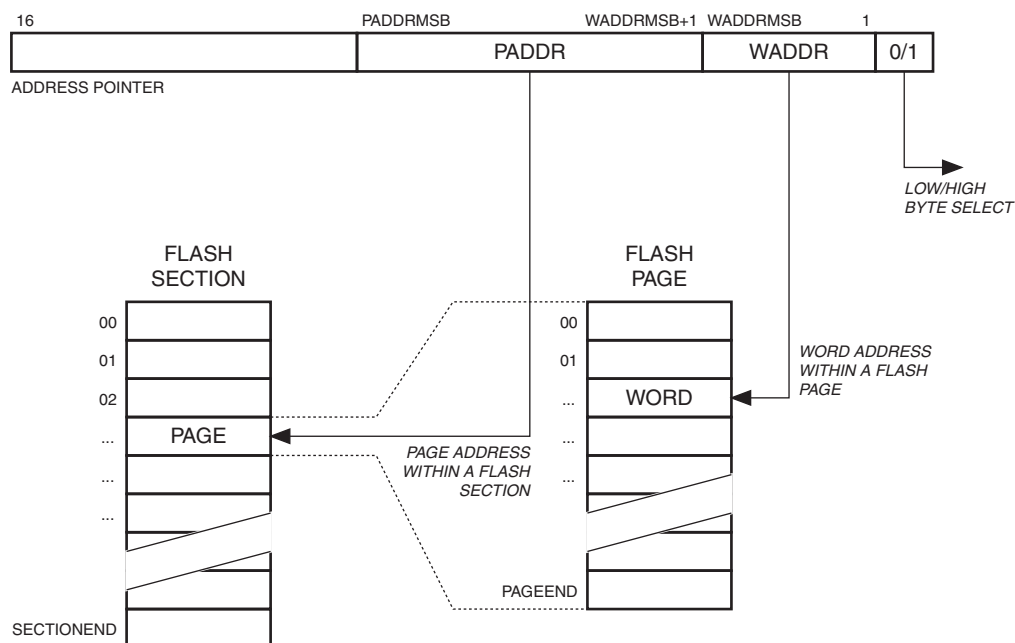 16 PADDRMSB WADDRMSB+1 WADDRMSB 1
PADDR WADDR 0/1
ADDRESS POINTER
LOW/HIGH
BYTE SELECT
FLASH
SECTION
FLASH
PAGE
00
01
02
...
PAGE
...
...
SECTIONEND
PAGE ADDRESS
WITHIN A FLASH
SECTION
00
01
...
WORD
...
...
PAGEEND
WORD ADDRESS
WITHIN A FLASH
PAGE